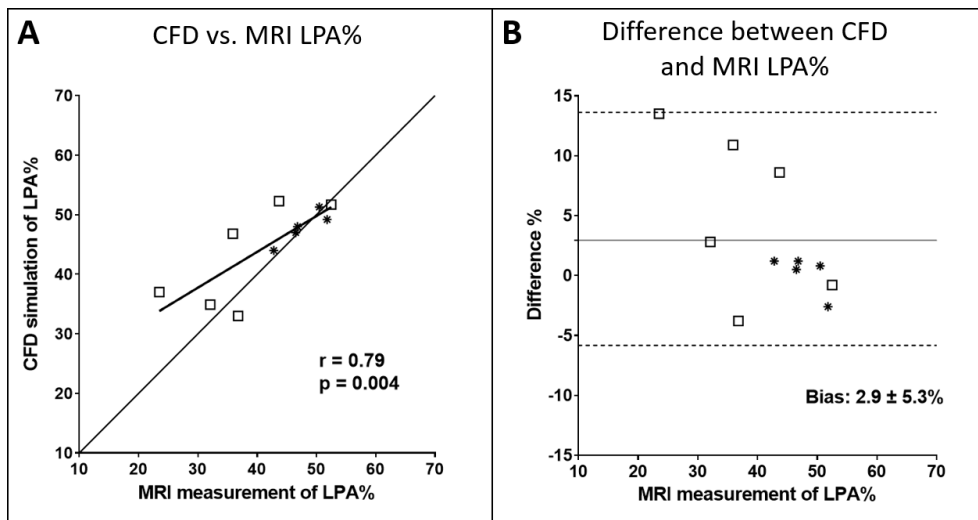 A
CFD vs. MRI LPA%
CFD simulation of LPA%
70
60
50
40
30
20
10
r = 0.79
p = 0.004
10 20 30 40 50 60 70
MRI measurement of LPA%
B
Difference between CFD
and MRI LPA%
Difference %
15
10
5
0
-5
-10
-15
Bias: 2.9 ± 5.3%
10 20 30 40 50 60 70
MRI measurement of LPA%